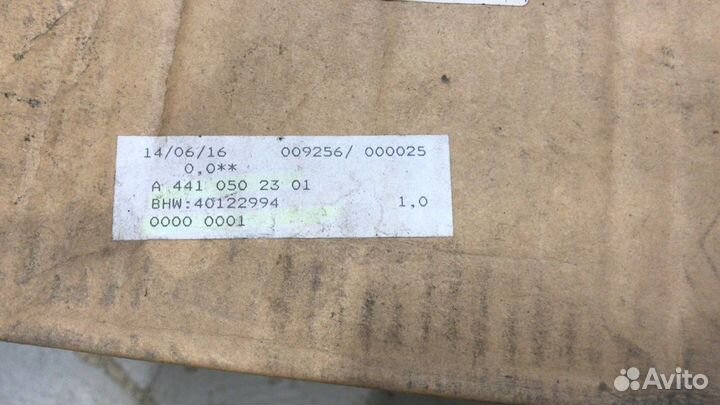 14/06/16 009256/ 000025
0,0**
A 441 050 23 01
BHW:40122994 1,0
0000 0001
Avito